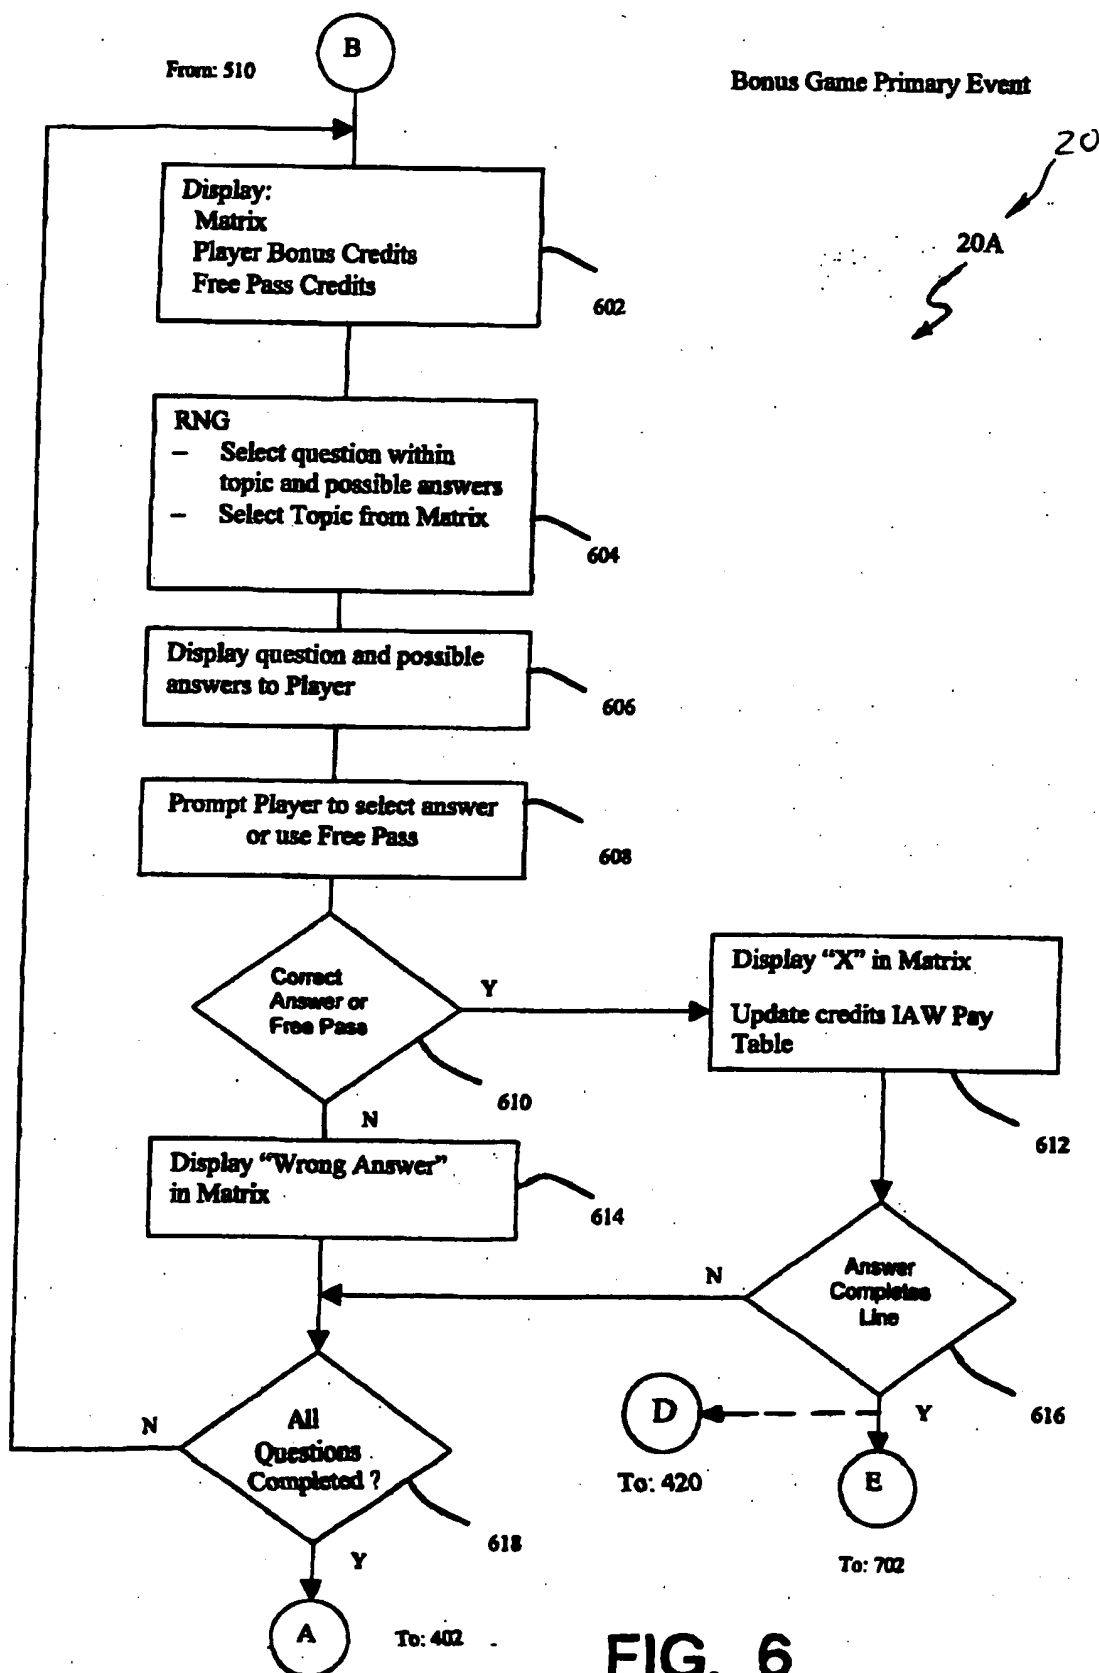 B
From: 510
Bonus Game Primary Event
20
20A
Display:
Matrix
Player Bonus Credits
Free Pass Credits
602
RNG
– Select question within
topic and possible answers
– Select Topic from Matrix
604
Display question and possible
answers to Player
606
Prompt Player to select answer
or use Free Pass
608
Correct
Answer or
Free Pass
Y
610
N
Display “X” in Matrix
Update credits IAW Pay
Table
612
Display “Wrong Answer”
in Matrix
614
Answer
Completes
Line
N
616
Y
D
To: 420
E
To: 702
All
Questions
Completed ?
N
618
Y
A
To: 402
FIG. 6